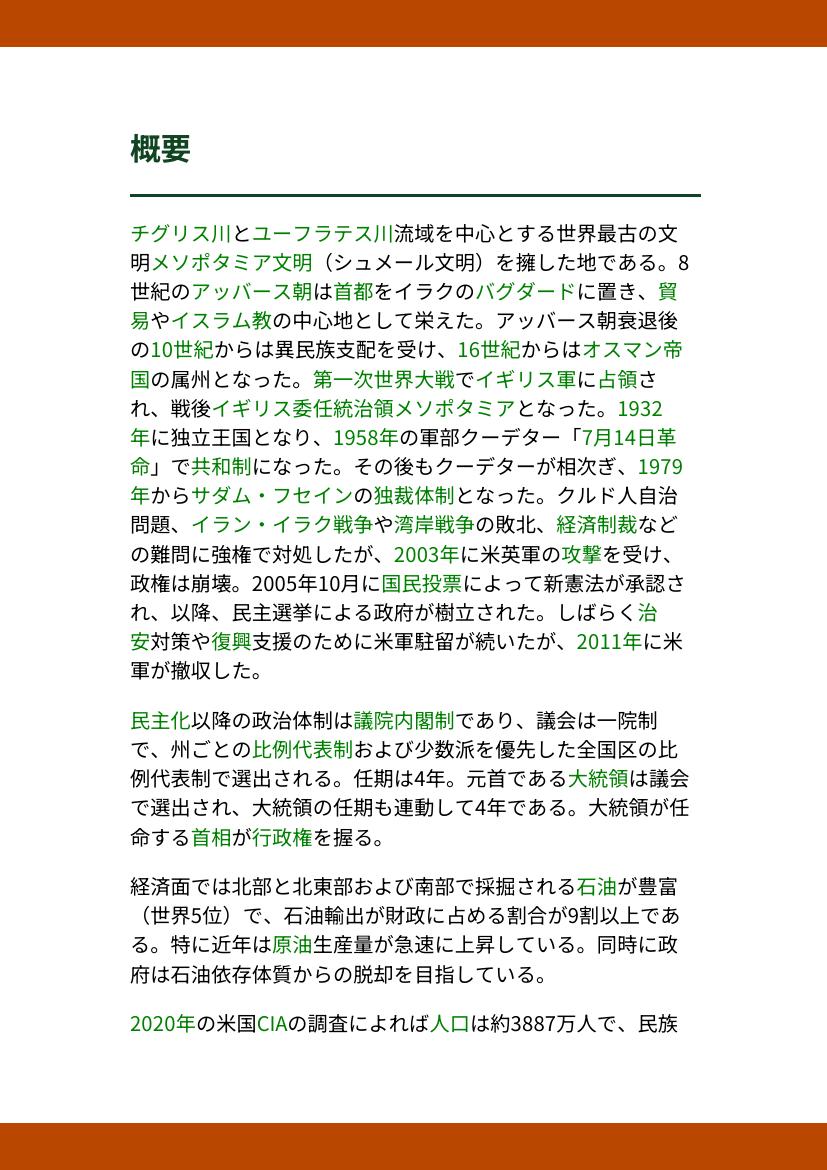 概要
チグリス川とユーフラテス川流域を中心とする世界最古の文
明メソポタミア文明（シュメール文明）を擁した地である。8
世紀のアッバース朝は首都をイラクのバグダードに置き、貿
易やイスラム教の中心地として栄えた。アッバース朝衰退後
の10世紀からは異民族支配を受け、16世紀からはオスマン帝
国の属州となった。第一次世界大戦でイギリス軍に占領さ
れ、戦後イギリス委任統治領メソポタミアとなった。1932
年に独立王国となり、1958年の軍部クーデター「7月14日革
命」で共和制になった。その後もクーデターが相次ぎ、1979
年からサダム・フセインの独裁体制となった。クルド人自治
問題、イラン・イラク戦争や湾岸戦争の敗北、経済制裁など
の難問に強権で対処したが、2003年に米英軍の攻撃を受け、
政権は崩壊。2005年10月に国民投票によって新憲法が承認さ
れ、以降、民主選挙による政府が樹立された。しばらく治
安対策や復興支援のために米軍駐留が続いたが、2011年に米
軍が撤収した。
民主化以降の政治体制は議院内閣制であり、議会は一院制
で、州ごとの比例代表制および少数派を優先した全国区の比
例代表制で選出される。任期は4年。元首である大統領は議会
で選出され、大統領の任期も連動して4年である。大統領が任
命する首相が行政権を握る。
経済面では北部と北東部および南部で採掘される石油が豊富
（世界5位）で、石油輸出が財政に占める割合が9割以上であ
る。特に近年は原油生産量が急速に上昇している。同時に政
府は石油依存体質からの脱却を目指している。
2020年の米国CIAの調査によれば人口は約3887万人で、民族